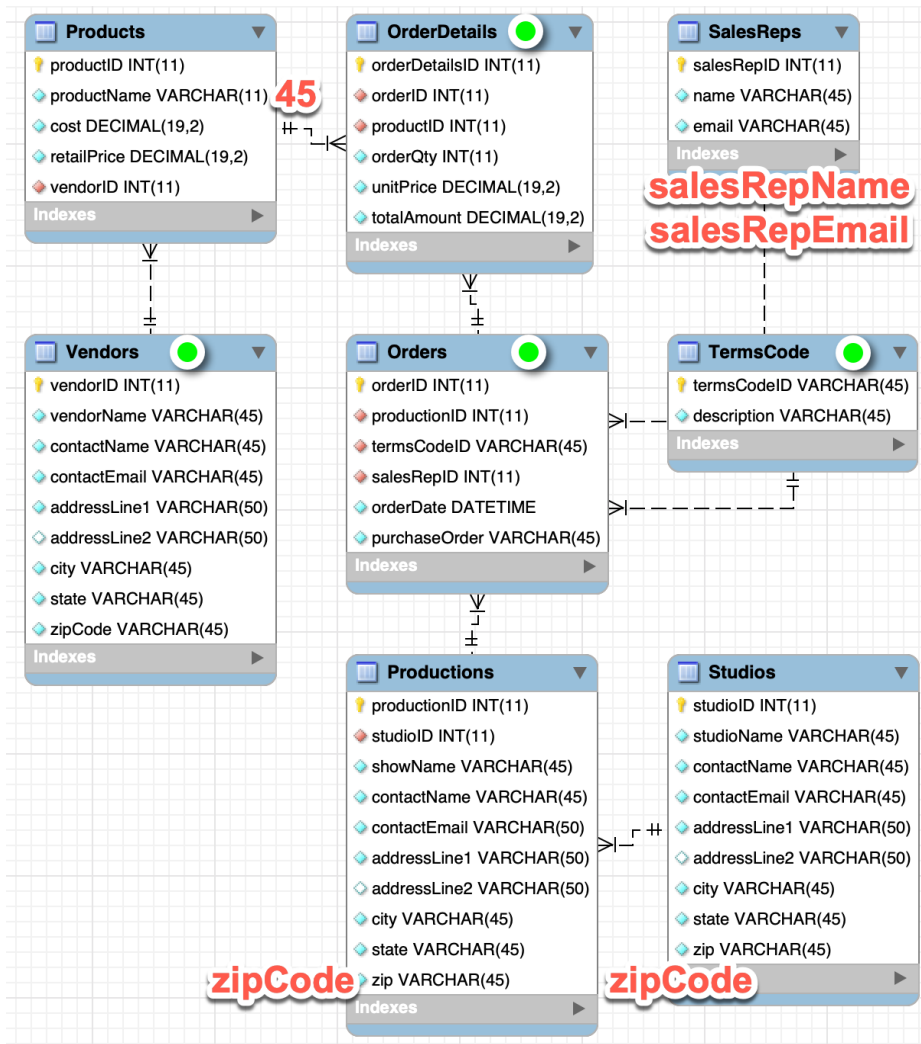 Products
productID INT(11)
productName VARCHAR(11)
45
cost DECIMAL(19,2)
retailPrice DECIMAL(19,2)
vendorID INT(11)
Indexes
OrderDetails
orderDetailsID INT(11)
orderID INT(11)
productID INT(11)
orderQty INT(11)
unitPrice DECIMAL(19,2)
totalAmount DECIMAL(19,2)
Indexes
SalesReps
salesRepID INT(11)
name VARCHAR(45)
email VARCHAR(45)
Indexes
salesRepName
salesRepEmail
Vendors
vendorID INT(11)
vendorName VARCHAR(45)
contactName VARCHAR(45)
contactEmail VARCHAR(45)
addressLine1 VARCHAR(50)
addressLine2 VARCHAR(50)
city VARCHAR(45)
state VARCHAR(45)
zipCode VARCHAR(45)
Indexes
Orders
orderID INT(11)
productionID INT(11)
termsCodeID VARCHAR(45)
salesRepID INT(11)
orderDate DATETIME
purchaseOrder VARCHAR(45)
Indexes
TermsCode
termsCodeID VARCHAR(45)
description VARCHAR(45)
Indexes
Productions
productionID INT(11)
studioID INT(11)
showName VARCHAR(45)
contactName VARCHAR(45)
contactEmail VARCHAR(50)
addressLine1 VARCHAR(50)
addressLine2 VARCHAR(50)
city VARCHAR(45)
state VARCHAR(45)
zipCode
zip VARCHAR(45)
Indexes
Studios
studioID INT(11)
studioName VARCHAR(45)
contactName VARCHAR(45)
contactEmail VARCHAR(45)
addressLine1 VARCHAR(50)
addressLine2 VARCHAR(50)
city VARCHAR(45)
state VARCHAR(45)
zip VARCHAR(45)
zipCode